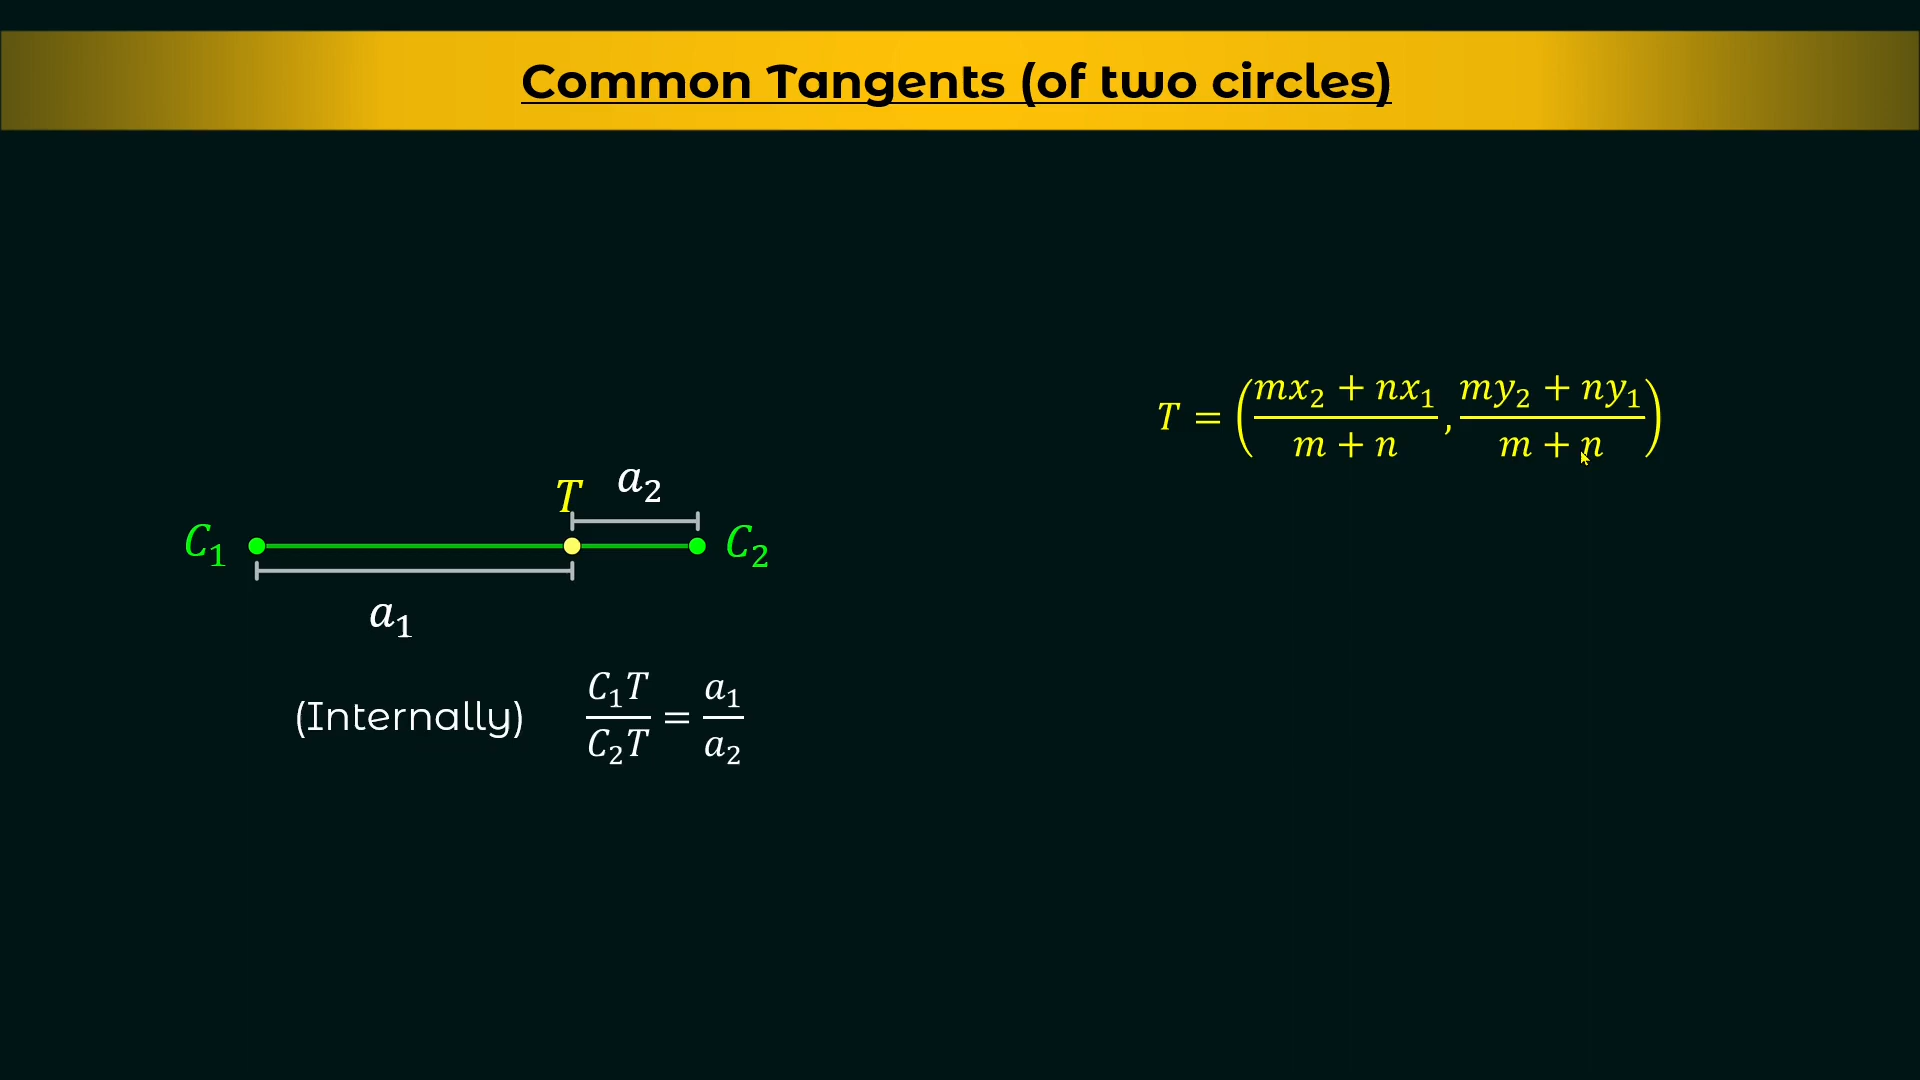 Common Tangents (of two circles)
T = ( mx₂ + nx₁ / m + n , my₂ + ny₁ / m + n )
T a₂
C₁ C₂
a₁
(Internally) C₁T / C₂T = a₁ / a₂